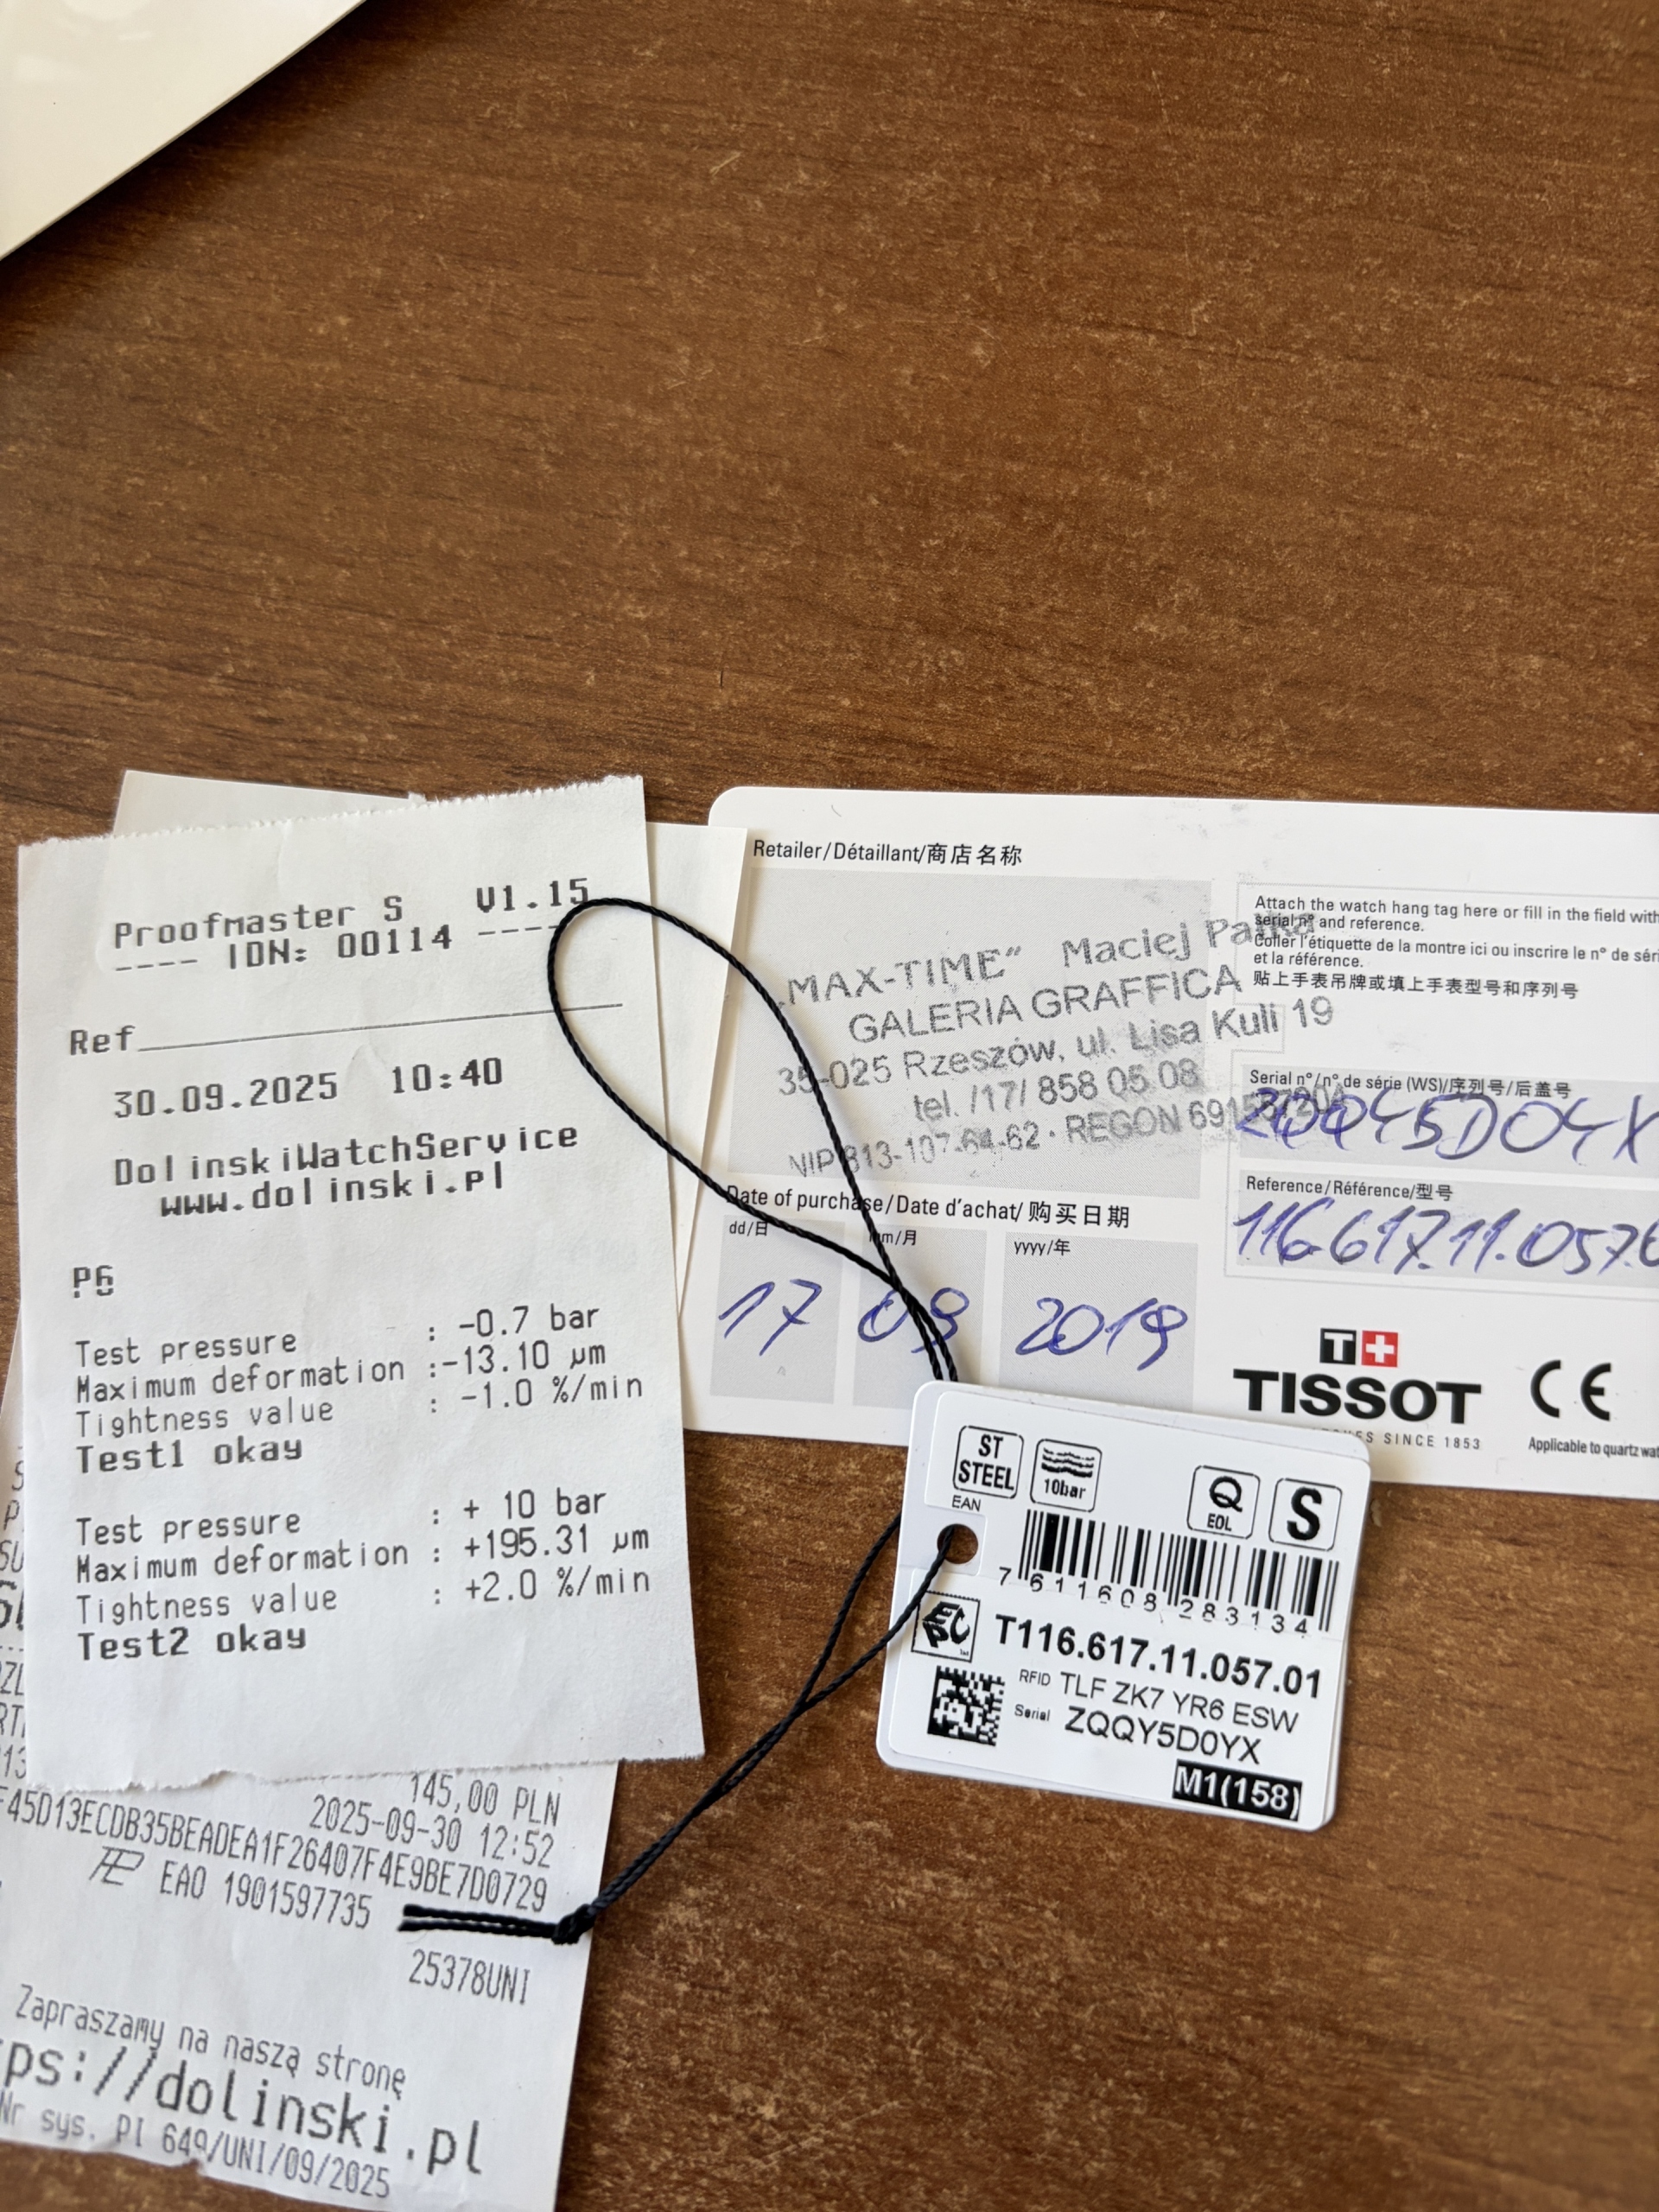 Proofmaster S V1.15
---- IDN: 00114 ----
Ref
30.09.2025 10:40
DolinskiWatchService
www.dolinski.pl
P6
Test pressure : -0.7 bar
Maximum deformation :-13.10 µm
Tightness value : -1.0 %/min
Test1 okay
Test pressure : + 10 bar
Maximum deformation : +195.31 µm
Tightness value : +2.0 %/min
Test2 okay
145,00 PLN
2025-09-30 12:52
F45D13ECDB35BEADEA1F26407F4E9BE7D0729
EAO 1901597735
25378UNI
Zapraszamy na naszą stronę
ps://dolinski.pl
Nr sys. PI 649/UNI/09/2025
Retailer/Détaillant/商店名称
„MAX-TIME” Maciej
GALERIA GRAFFICA
35-025 Rzeszów, ul. Lisa Kuli 19
tel. /17/ 858 05 08
NIP 813-107-64-62 · REGON
Date of purchase/Date d'achat/购买日期
dd/日 mm/月 yyyy/年
17 09 2019
Attach the watch hang tag here or fill in the field with
serial n° and reference.
Coller l'étiquette de la montre ici ou inscrire le n° de séri
et la référence.
贴上手表吊牌或填上手表型号和序列号
Serial n°/n° de série (WS)/序列号/后盖号
Reference/Référence/型号
116.617.11.057.0
T+
TISSOT
SINCE 1853
CE
Applicable to quartz wat
ST
STEEL
10bar
Q
EOL
S
EAN
7 611608 283134
EPC
T116.617.11.057.01
RFID TLF ZK7 YR6 ESW
Serial ZQQY5D0YX
M1(158)